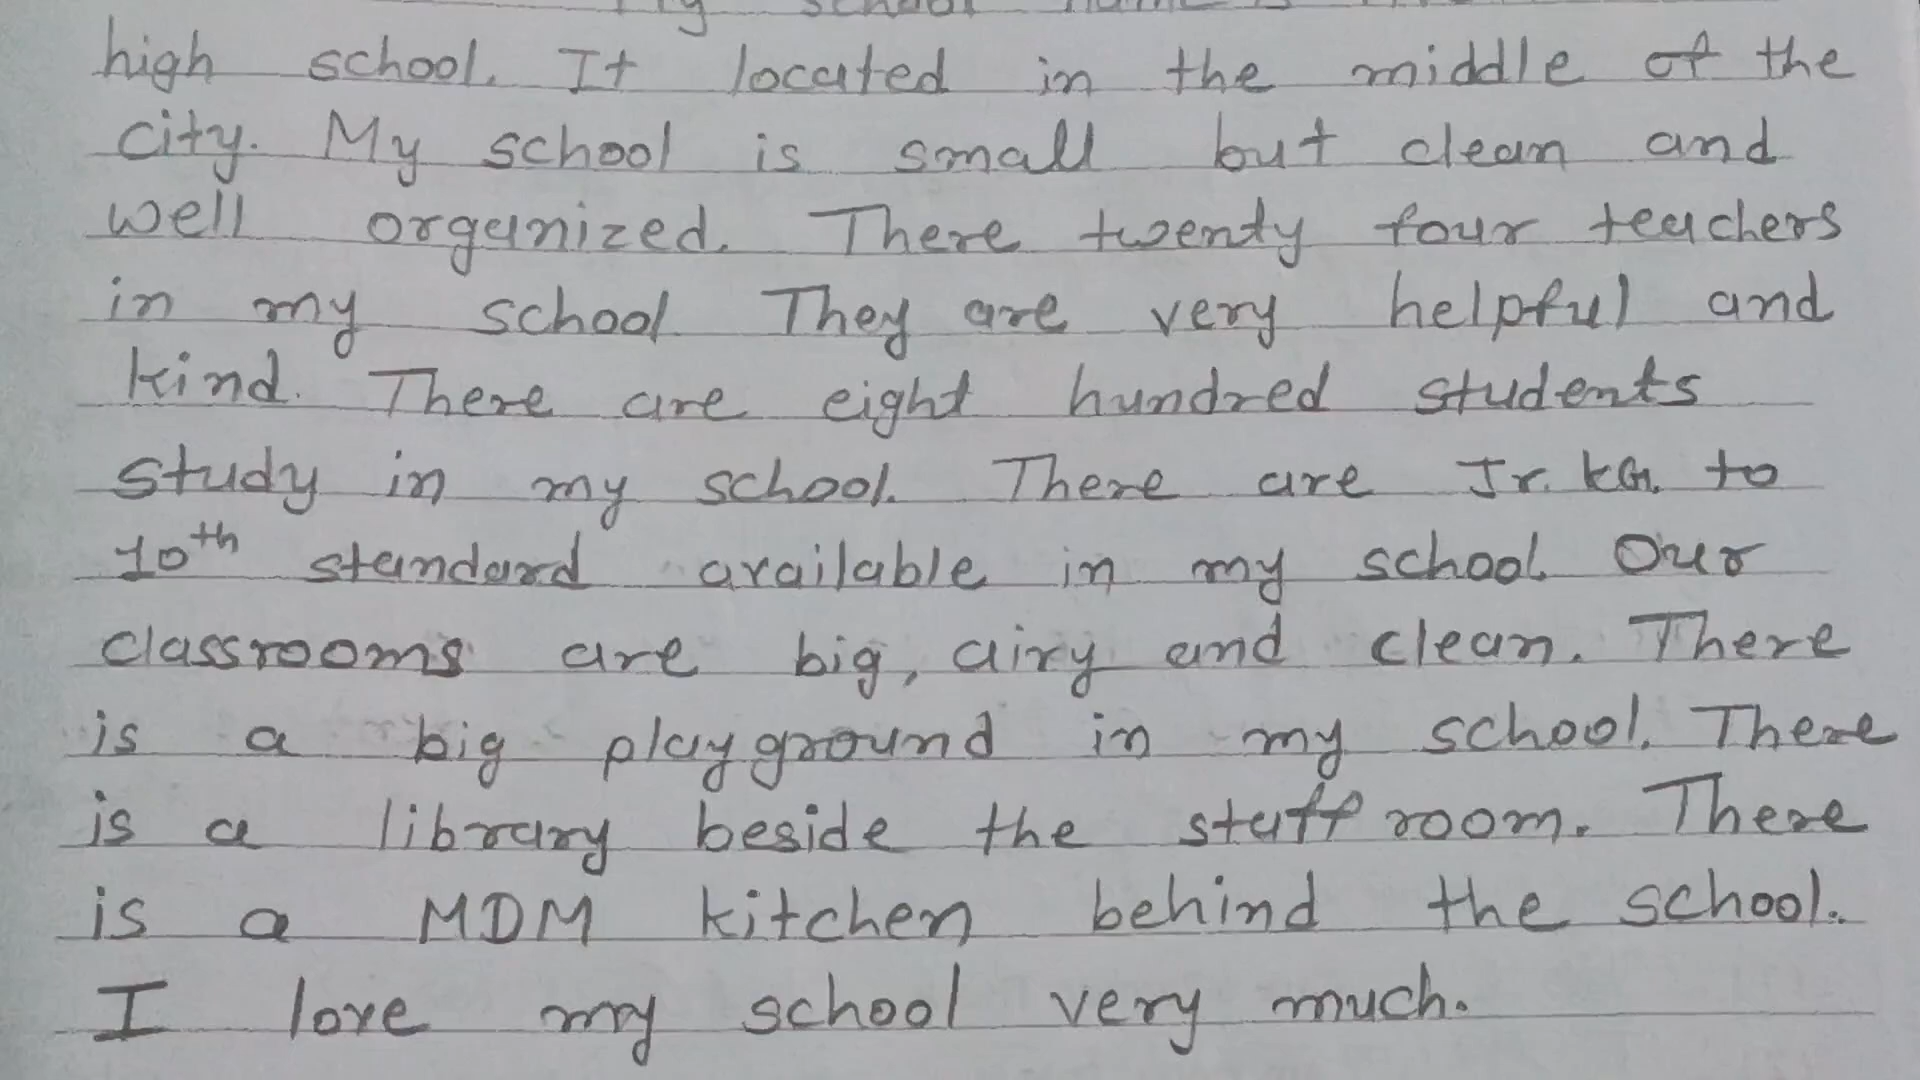 school
high school. It located in the middle of the
city. My school is small but clean and
well organized. There twenty four teachers
in my school They are very helpful and
kind. There are eight hundred students
study in my school. There are Jr. KG. to
10th standard available in my school. Our
classrooms are big, airy and clean. There
is a big playground in my school. There
is a library beside the staff room. There
is a MDM kitchen behind the school.
I love my school very much.